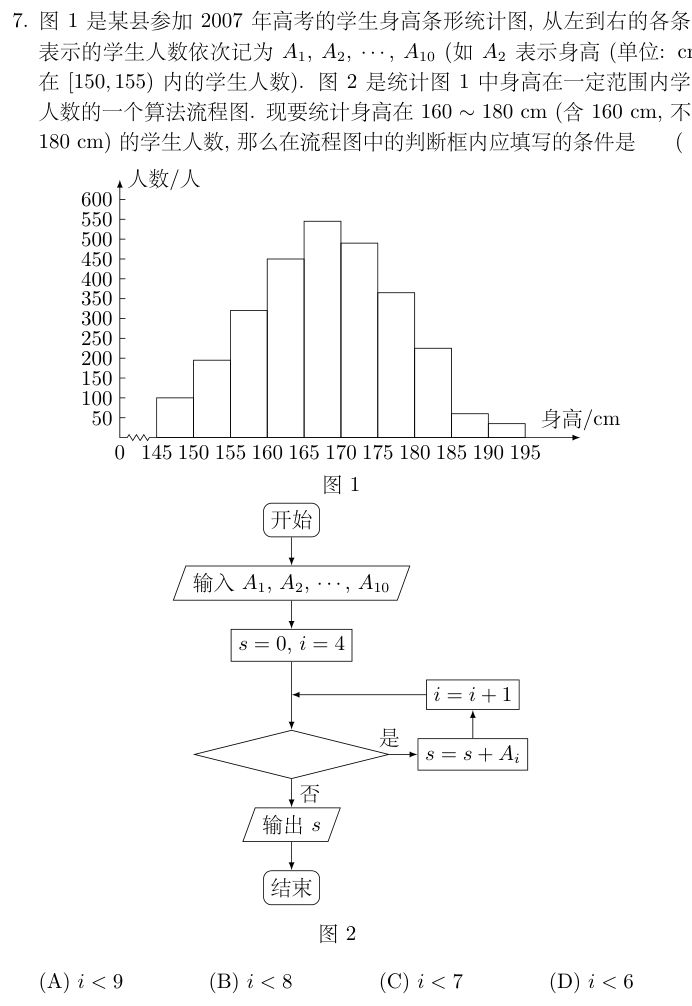 7. 图 1 是某县参加 2007 年高考的学生身高条形统计图, 从左到右的各条
表示的学生人数依次记为 A₁, A₂, ⋯, A₁₀ (如 A₂ 表示身高 (单位: cm
在 [150, 155) 内的学生人数). 图 2 是统计图 1 中身高在一定范围内学
人数的一个算法流程图. 现要统计身高在 160 ∼ 180 cm (含 160 cm, 不
180 cm) 的学生人数, 那么在流程图中的判断框内应填写的条件是 (
人数/人
600
550
500
450
400
350
300
250
200
150
100
50
身高/cm
0 145 150 155 160 165 170 175 180 185 190 195
图 1
开始
输入 A₁, A₂, ⋯, A₁₀
s = 0, i = 4
i = i + 1
是
s = s + Aᵢ
否
输出 s
结束
图 2
(A) i < 9 (B) i < 8 (C) i < 7 (D) i < 6